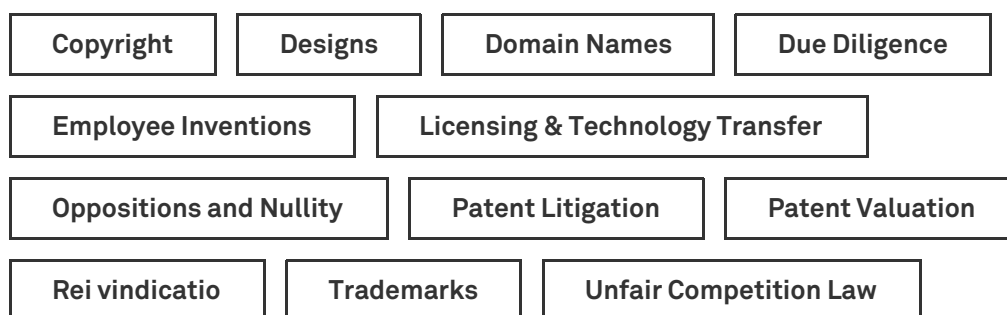 Copyright Designs Domain Names Due Diligence
Employee Inventions Licensing & Technology Transfer
Oppositions and Nullity Patent Litigation Patent Valuation
Rei vindicatio Trademarks Unfair Competition Law